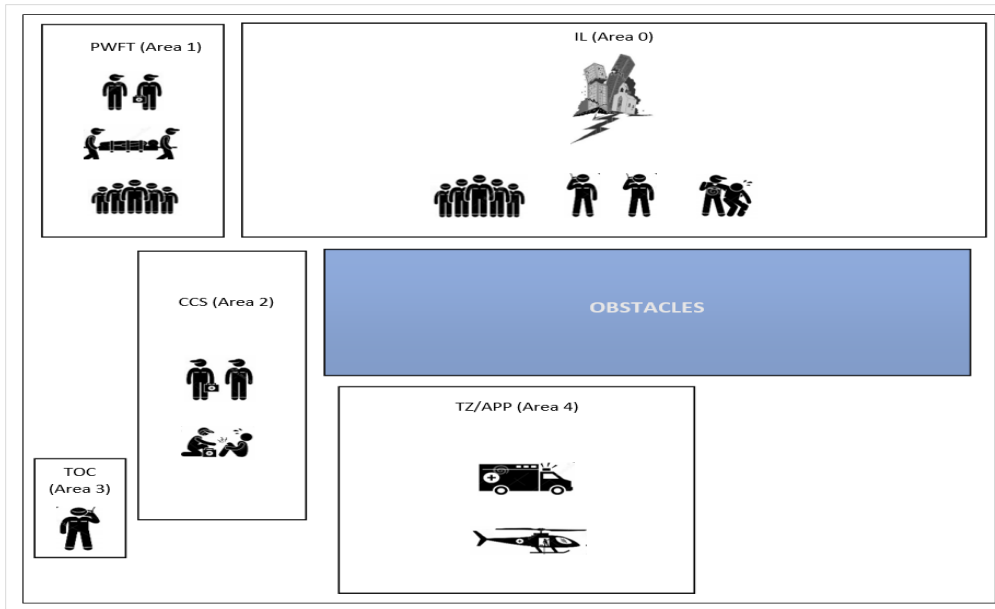 PWFT (Area 1)
IL (Area 0)
CCS (Area 2)
OBSTACLES
TZ/APP (Area 4)
TOC
(Area 3)